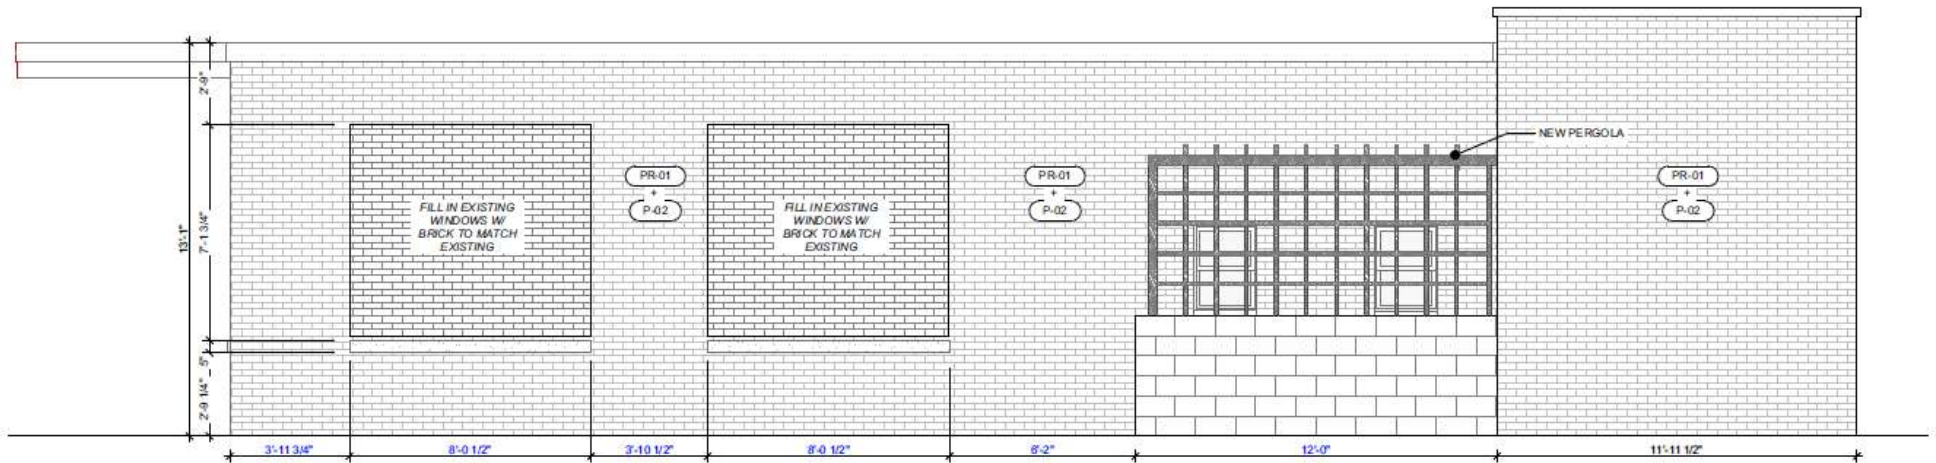 2'-9"
NEW PERGOLA
PR-01
+
P-02
PR-01
+
P-02
PR-01
+
P-02
FILL IN EXISTING
WINDOWS W/
BRICK TO MATCH
EXISTING
FILL IN EXISTING
WINDOWS W/
BRICK TO MATCH
EXISTING
13'-1"
7'-1 3/4"
5"
2'-9 1/4"
3'-11 3/4"
8'-0 1/2"
3'-10 1/2"
8'-0 1/2"
6'-2"
12'-0"
11'-11 1/2"